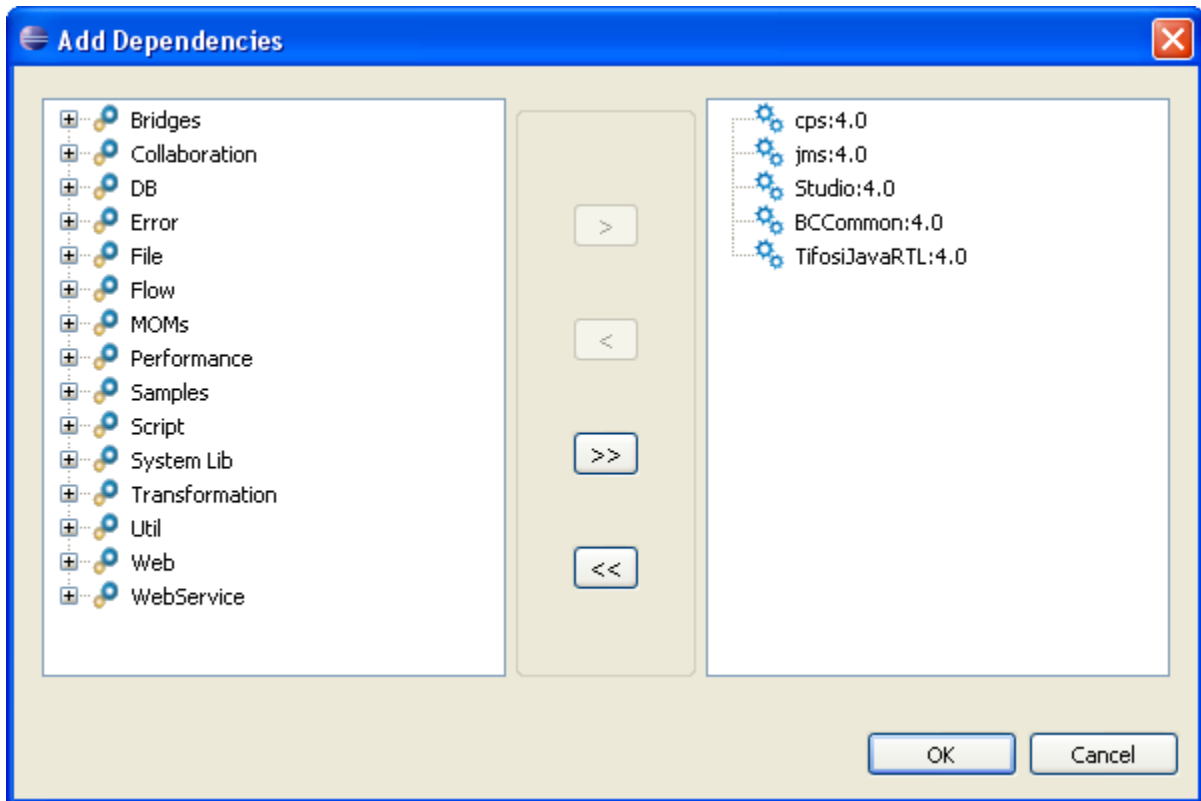 Add Dependencies
Bridges
Collaboration
DB
Error
File
Flow
MOMs
Performance
Samples
Script
System Lib
Transformation
Util
Web
WebService
>
<
>>
<<
cps:4.0
jms:4.0
Studio:4.0
BCCommon:4.0
TifosiJavaRTL:4.0
OK
Cancel